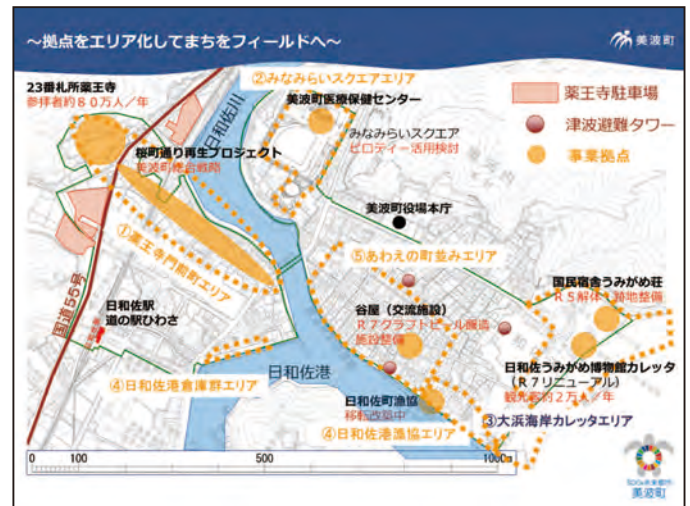 ~拠点をエリア化してまちをフィールドへ~
美波町
23番札所薬王寺
参拝者約80万人/年
②みなみらいスクエアエリア
美波町医療保健センター
薬王寺駐車場
津波避難タワー
事業拠点
日和佐川
みなみらいスクエア
ピロティー活用検討
桜町通り再生プロジェクト
美波町総合戦略
美波町役場本庁
①薬王寺門前町エリア
⑤あわえの町並みエリア
国民宿舎うみがめ荘
R5解体 跡地整備
国道55号
日和佐駅
道の駅ひわさ
谷屋(交流施設)
R7クラフトビール醸造
施設整備
日和佐うみがめ博物館カレッタ
(R7リニューアル)
観光客約2万人/年
④日和佐港倉庫群エリア
日和佐港
日和佐町漁協
移転改築中
③大浜海岸カレッタエリア
④日和佐港漁協エリア
0 100 500 1000m
SDGs未来都市
美波町